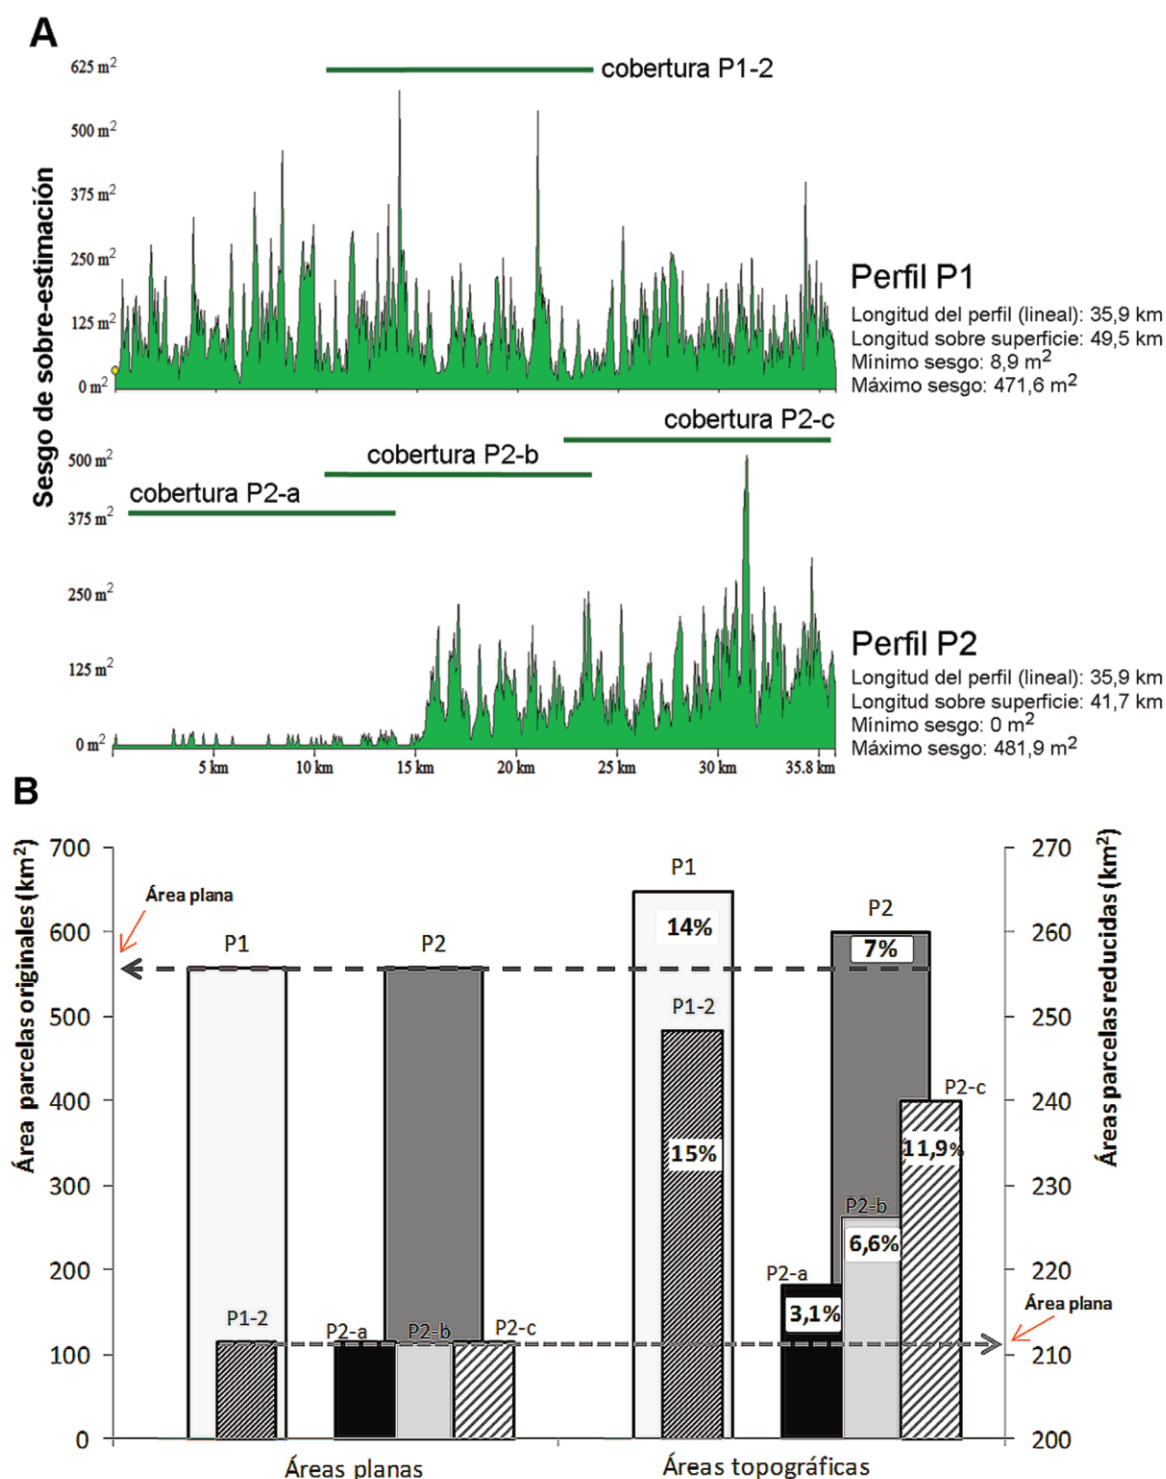 A
Sesgo de sobre-estimación
625 m²
cobertura P1-2
500 m²
375 m²
250 m²
125 m²
0 m²
Perfil P1
Longitud del perfil (lineal): 35,9 km
Longitud sobre superficie: 49,5 km
Mínimo sesgo: 8,9 m²
Máximo sesgo: 471,6 m²
cobertura P2-c
cobertura P2-b
cobertura P2-a
500 m²
375 m²
250 m²
125 m²
0 m²
Perfil P2
Longitud del perfil (lineal): 35,9 km
Longitud sobre superficie: 41,7 km
Mínimo sesgo: 0 m²
Máximo sesgo: 481,9 m²
5 km 10 km 15 km 20 km 25 km 30 km 35.8 km
B
Área parcelas originales (km²)
700
600
500
400
300
200
100
0
Área plana
P1
P2
P1-2
P2-a
P2-b
P2-c
P1
14%
P1-2
15%
P2
7%
P2-c
11,9%
P2-b
6,6%
P2-a
3,1%
Área plana
270
260
250
240
230
220
210
200
Áreas parcelas reducidas (km²)
Áreas planas
Áreas topográficas